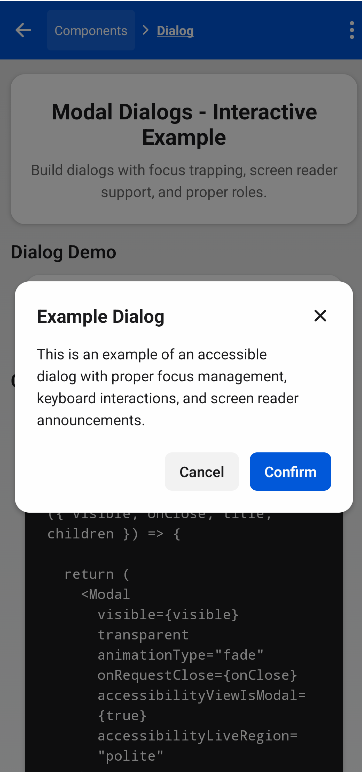 Components > Dialog
Modal Dialogs - Interactive
Example
Build dialogs with focus trapping, screen reader
support, and proper roles.
Dialog Demo
Example Dialog
This is an example of an accessible
dialog with proper focus management,
keyboard interactions, and screen reader
announcements.
Cancel Confirm
({ visible, onClose, title,
children }) => {
return (
<Modal
visible={visible}
transparent
animationType="fade"
onRequestClose={onClose}
accessibilityViewIsModal=
{true}
accessibilityLiveRegion=
"polite"